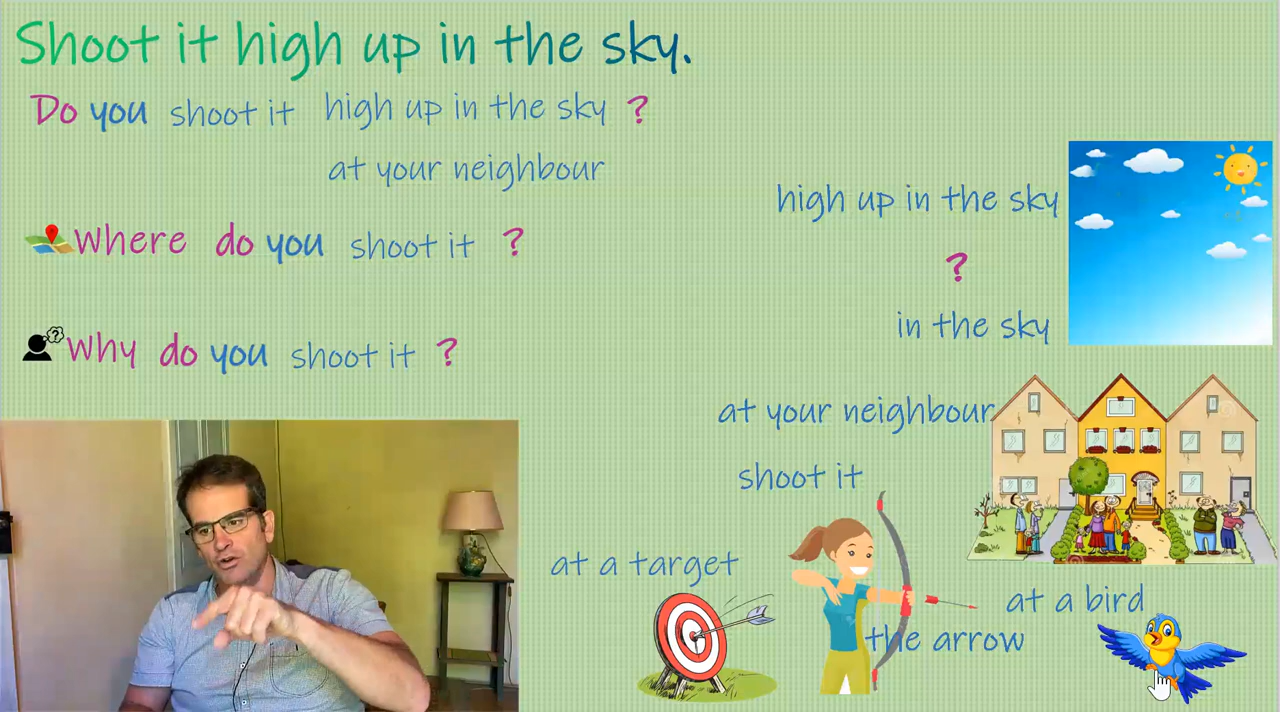 Shoot it high up in the sky.
Do you shoot it high up in the sky ?
at your neighbour
Where do you shoot it ?
Why do you shoot it ?
high up in the sky
?
in the sky
at your neighbour
shoot it
at a target
at a bird
the arrow